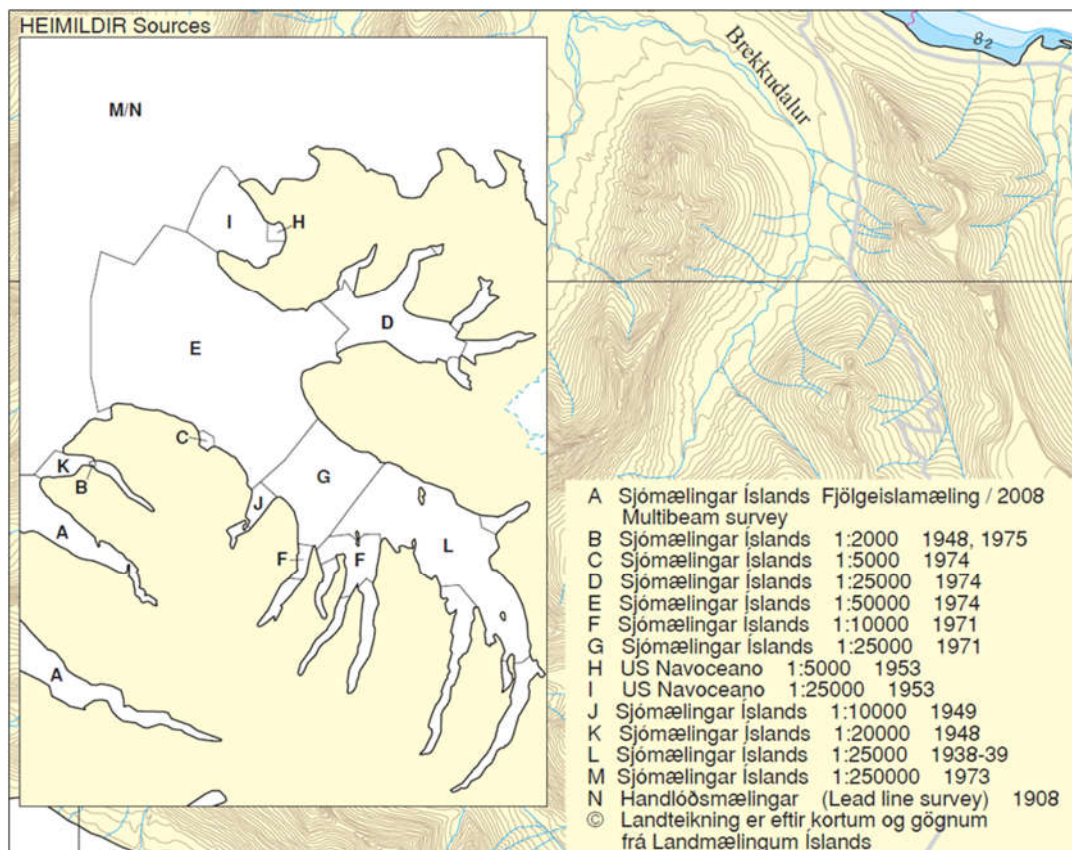 HEIMILDIR Sources
M/N
I
H
E
D
C
K
B
A
J
G
F
F
L
A
Brekkudalur
82
A Sjómælingar Íslands Fjölgeislamæling / 2008
Multibeam survey
B Sjómælingar Íslands 1:2000 1948, 1975
C Sjómælingar Íslands 1:5000 1974
D Sjómælingar Íslands 1:25000 1974
E Sjómælingar Íslands 1:50000 1974
F Sjómælingar Íslands 1:10000 1971
G Sjómælingar Íslands 1:25000 1971
H US Navoceano 1:5000 1953
I US Navoceano 1:25000 1953
J Sjómælingar Íslands 1:10000 1949
K Sjómælingar Íslands 1:20000 1948
L Sjómælingar Íslands 1:25000 1938-39
M Sjómælingar Íslands 1:250000 1973
N Handlóðsmælingar (Lead line survey) 1908
© Landteikning er eftir kortum og gögnum
frá Landmælingum Íslands